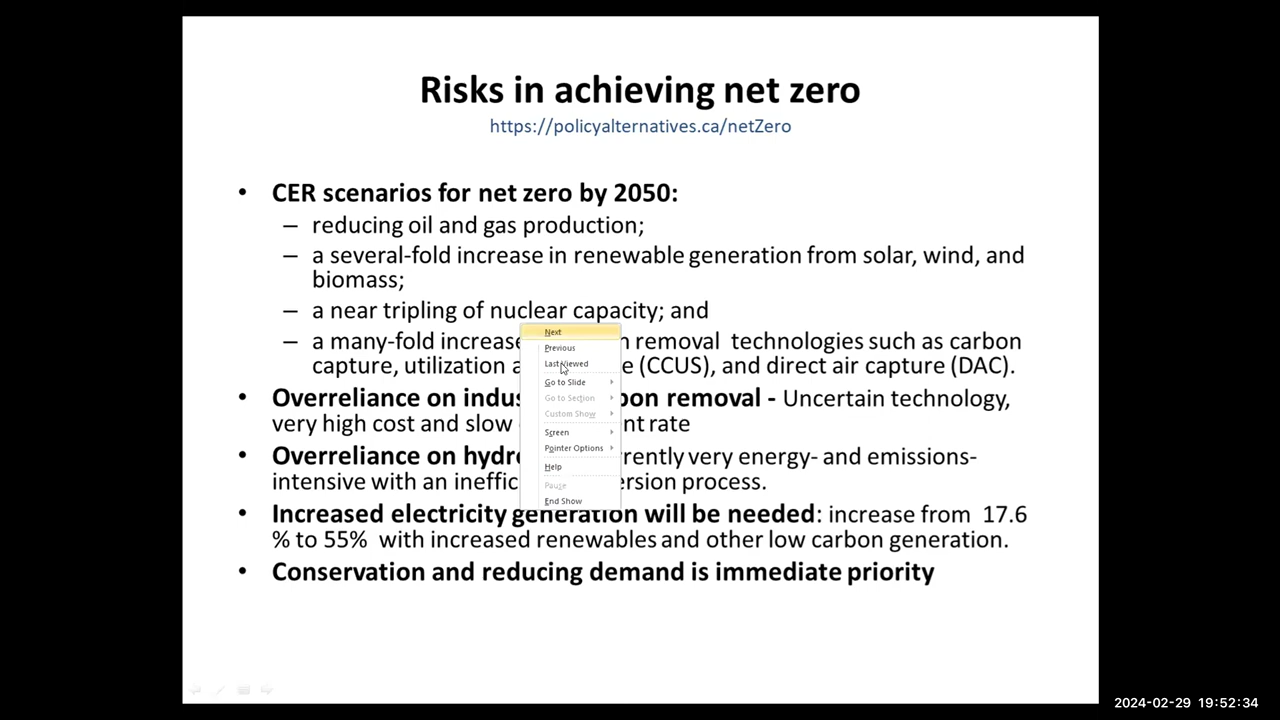 Risks in achieving net zero
https://policyalternatives.ca/netZero
• CER scenarios for net zero by 2050:
– reducing oil and gas production;
– a several-fold increase in renewable generation from solar, wind, and
biomass;
– a near tripling of nuclear capacity; and
– a many-fold increase n removal technologies such as carbon
capture, utilization a e (CCUS), and direct air capture (DAC).
• Overreliance on indus bon removal - Uncertain technology,
very high cost and slow nt rate
• Overreliance on hydr rrently very energy- and emissions-
intensive with an ineffic ersion process.
• Increased electricity generation will be needed: increase from 17.6
% to 55% with increased renewables and other low carbon generation.
• Conservation and reducing demand is immediate priority
Next
Previous
Last Viewed
Go to Slide
Go to Section
Custom Show
Screen
Pointer Options
Help
Pause
End Show
2024-02-29 19:52:34